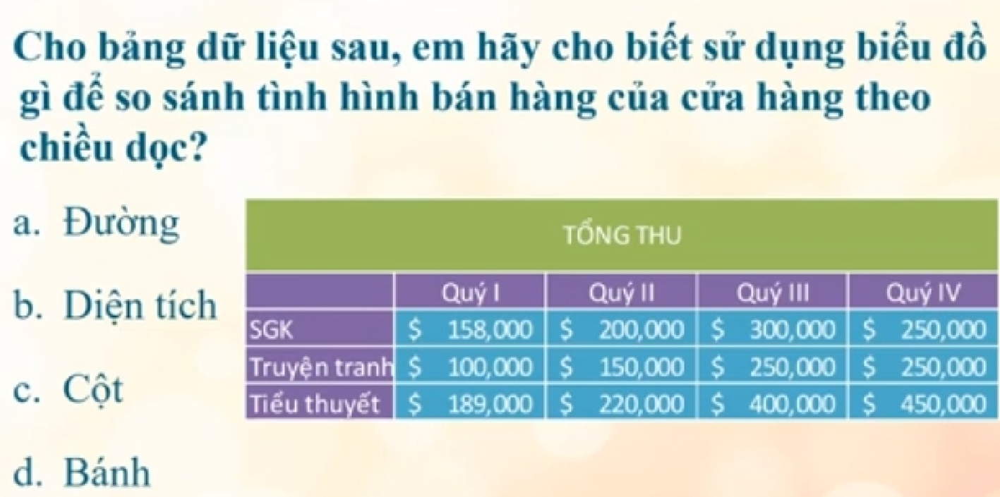 Cho bảng dữ liệu sau, em hãy cho biết sử dụng biểu đồ
gì để so sánh tình hình bán hàng của cửa hàng theo
chiều dọc?
a. Đường
b. Diện tích
c. Cột
d. Bánh
TỔNG THU
Quý I Quý II Quý III Quý IV
SGK $ 158,000 $ 200,000 $ 300,000 $ 250,000
Truyện tranh $ 100,000 $ 150,000 $ 250,000 $ 250,000
Tiểu thuyết $ 189,000 $ 220,000 $ 400,000 $ 450,000